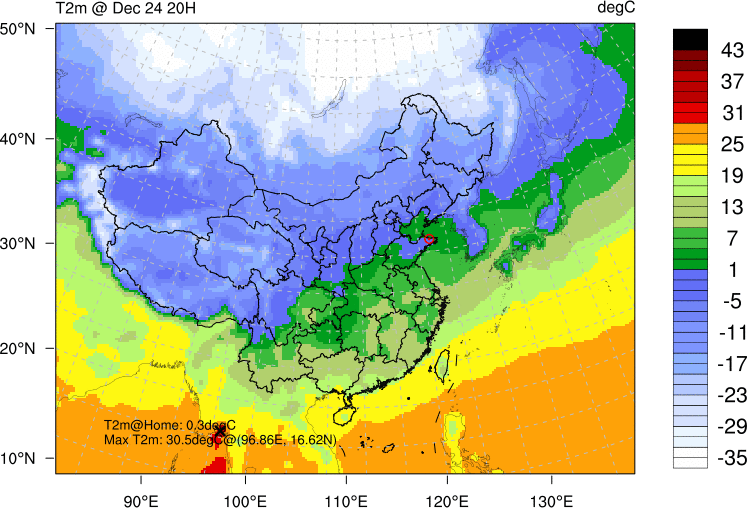 T2m @ Dec 24 20H
degC
50°N
40°N
30°N
20°N
10°N
T2m@Home: 0.3degC
Max T2m: 30.5degC@(96.86E, 16.62N)
90°E
100°E
110°E
120°E
130°E
43
37
31
25
19
13
7
1
-5
-11
-17
-23
-29
-35